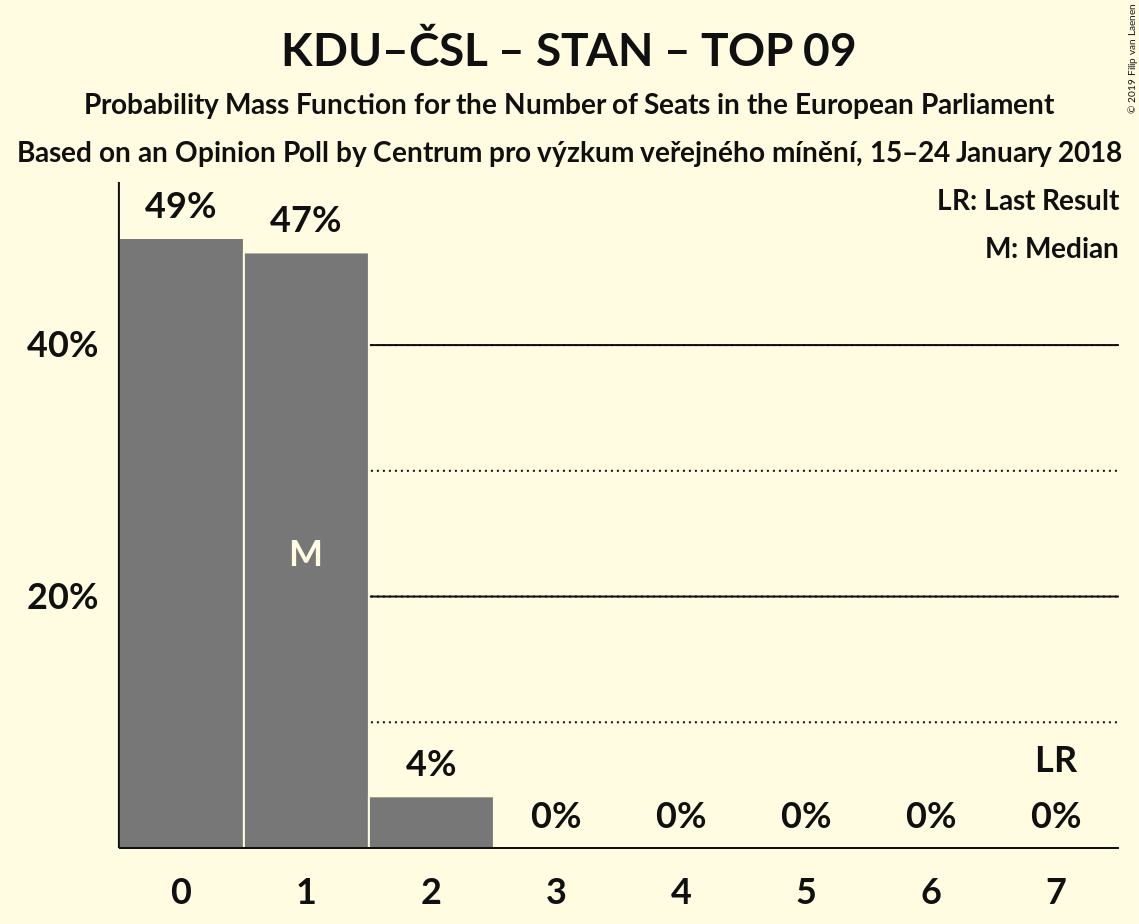 KDU–ČSL – STAN – TOP 09
Probability Mass Function for the Number of Seats in the European Parliament
Based on an Opinion Poll by Centrum pro výzkum veřejného mínění, 15–24 January 2018
© 2019 Filip van Laenen
LR: Last Result
M: Median
49%
47%
40%
M
20%
4%
LR
0% 0% 0% 0% 0%
0 1 2 3 4 5 6 7